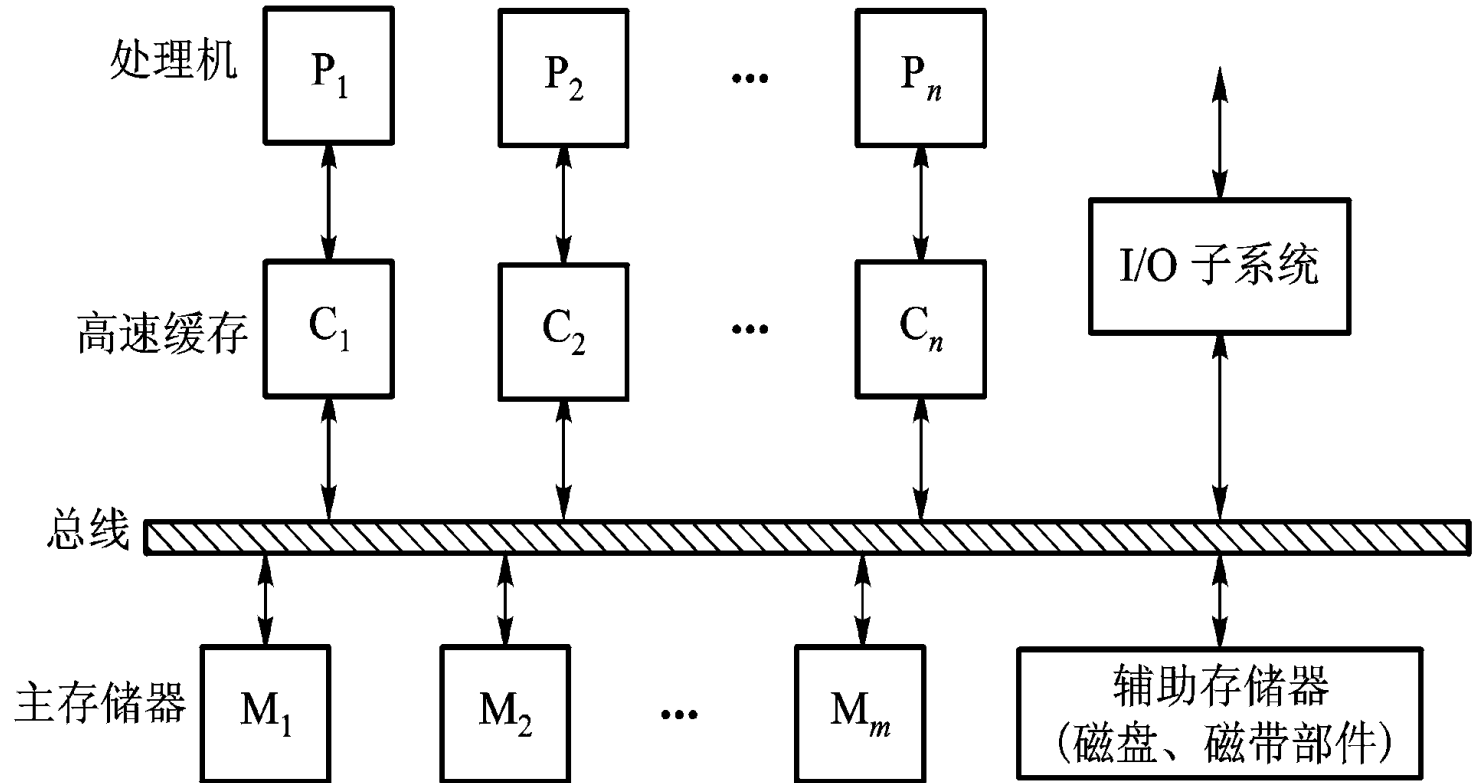 处理机 P1 P2 ... Pn
I/O 子系统
高速缓存 C1 C2 ... Cn
总线
主存储器 M1 M2 ... Mm
辅助存储器
(磁盘、磁带部件)